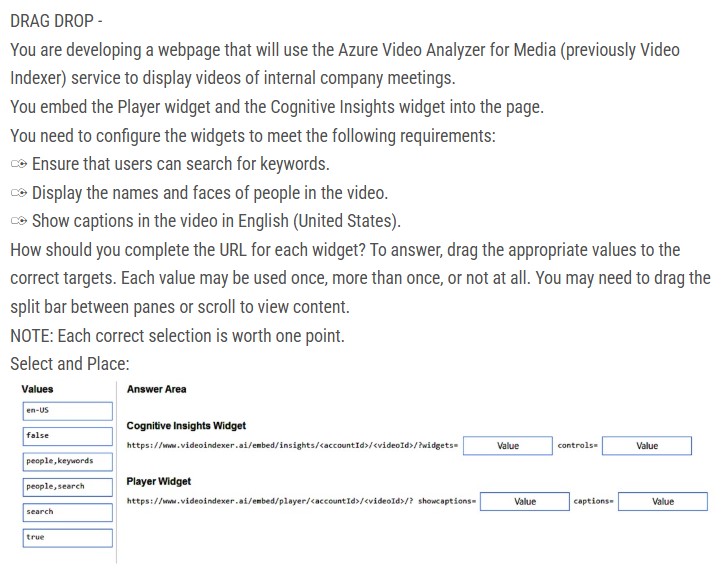 DRAG DROP -
You are developing a webpage that will use the Azure Video Analyzer for Media (previously Video
Indexer) service to display videos of internal company meetings.
You embed the Player widget and the Cognitive Insights widget into the page.
You need to configure the widgets to meet the following requirements:
Ensure that users can search for keywords.
Display the names and faces of people in the video.
Show captions in the video in English (United States).
How should you complete the URL for each widget? To answer, drag the appropriate values to the
correct targets. Each value may be used once, more than once, or not at all. You may need to drag the
split bar between panes or scroll to view content.
NOTE: Each correct selection is worth one point.
Select and Place:
Values
en-US
false
people,keywords
people,search
search
true
Answer Area
Cognitive Insights Widget
https://www.videoindexer.ai/embed/insights/<accountId>/<videoId>/?widgets= Value controls= Value
Player Widget
https://www.videoindexer.ai/embed/player/<accountId>/<videoId>/? showcaptions= Value captions= Value